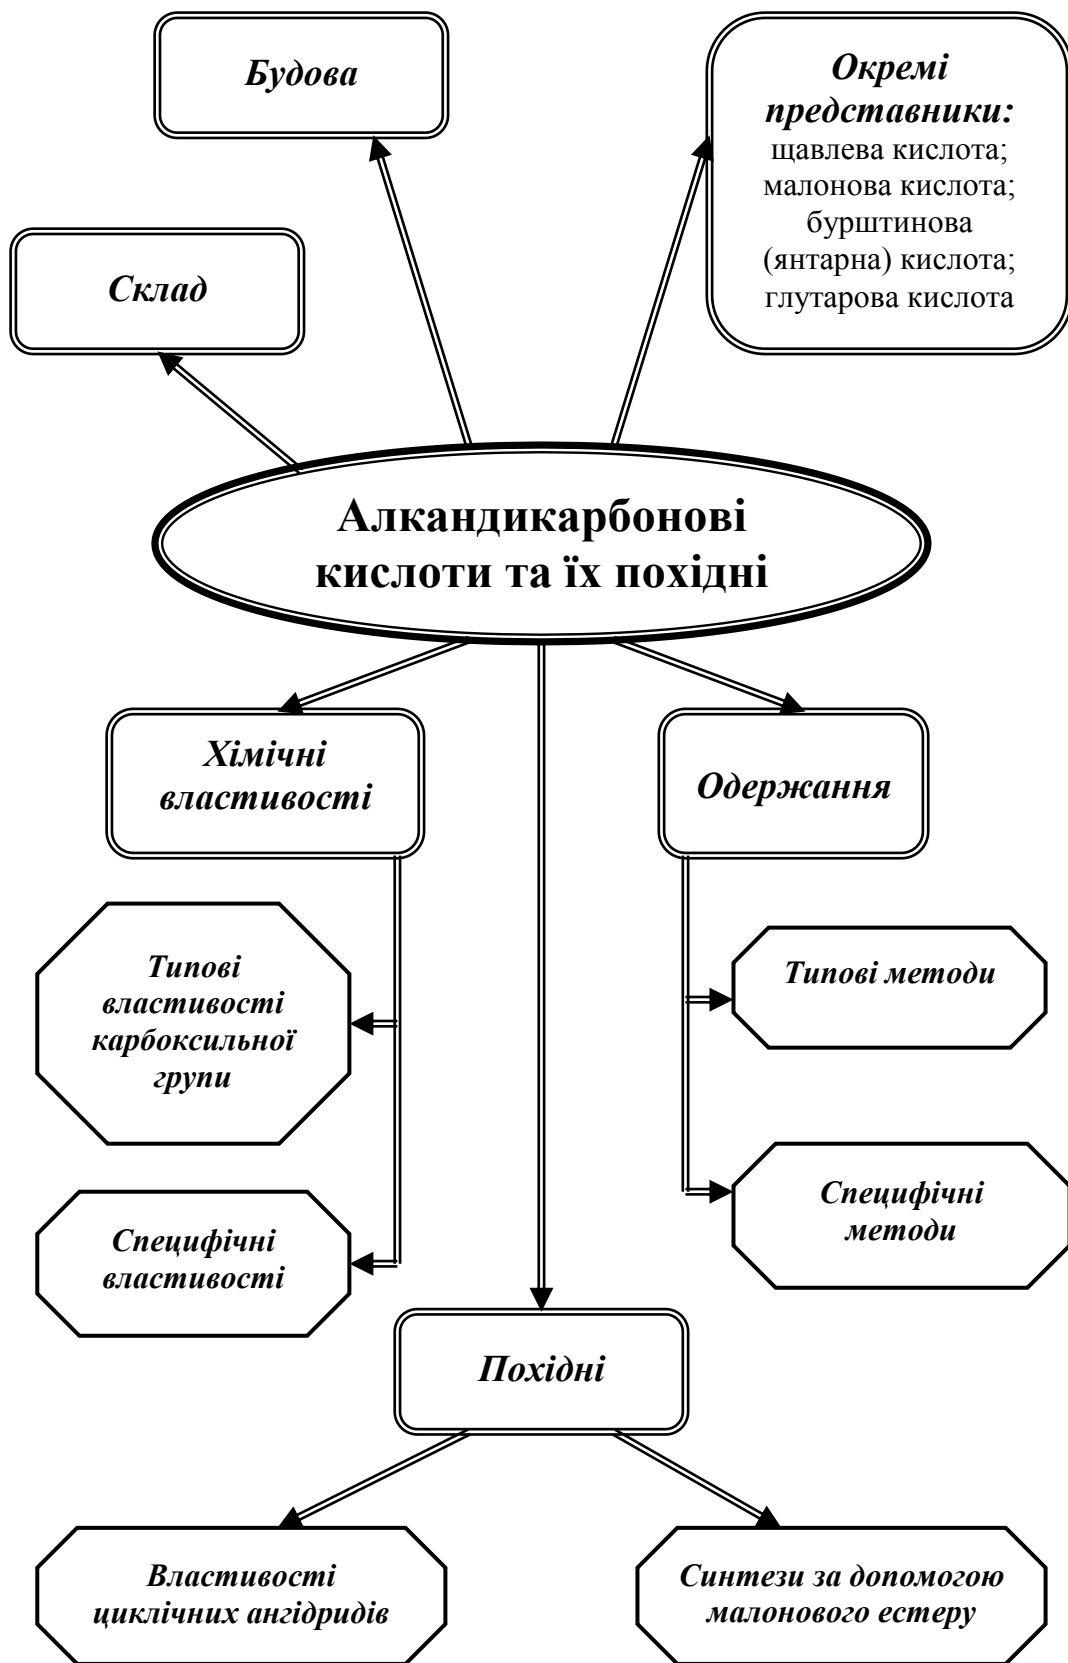 Будова
Окремі
представники:
щавлева кислота;
малонова кислота;
бурштинова
(янтарна) кислота;
глутарова кислота
Склад
Алкандикарбонові
кислоти та їх похідні
Хімічні
властивості
Одержання
Типові
властивості
карбоксильної
групи
Типові методи
Специфічні
властивості
Специфічні
методи
Похідні
Властивості
циклічних ангідридів
Синтези за допомогою
малонового естеру